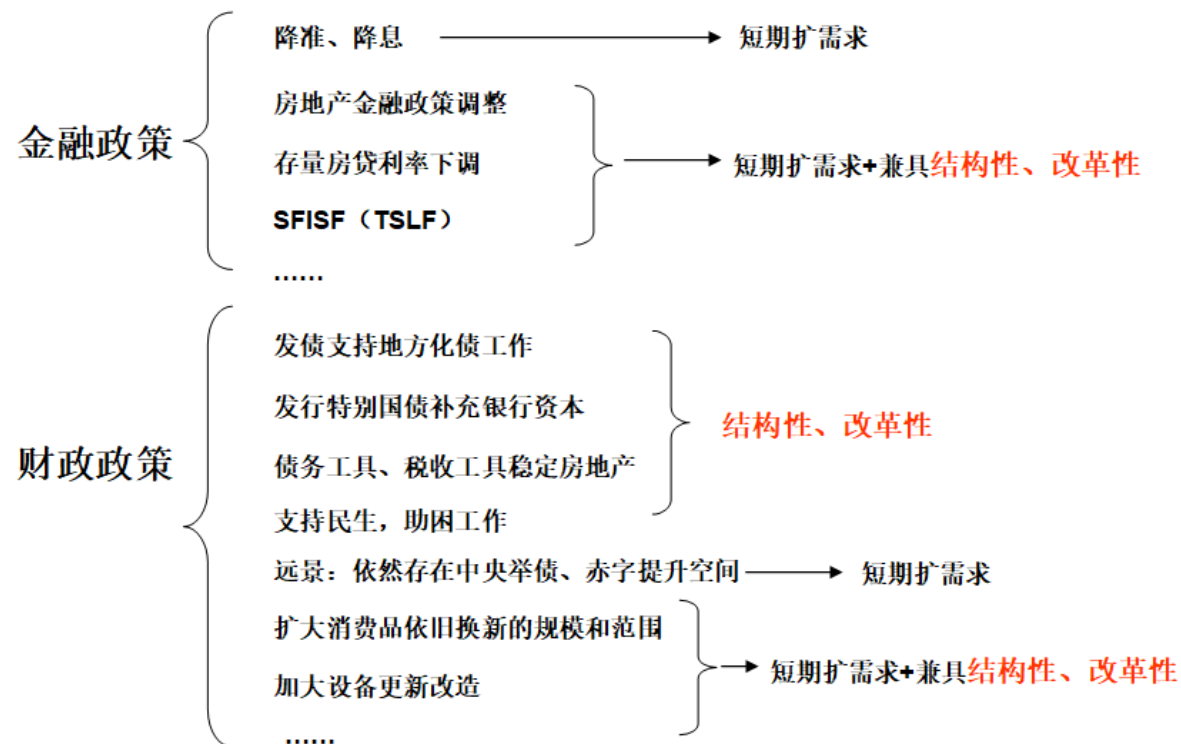 金融政策
降准、降息
短期扩需求
房地产金融政策调整
存量房贷利率下调
SFISF（TSLF）
短期扩需求+兼具结构性、改革性
......
财政政策
发债支持地方化债工作
发行特别国债补充银行资本
债务工具、税收工具稳定房地产
支持民生，助困工作
结构性、改革性
远景：依然存在中央举债、赤字提升空间
短期扩需求
扩大消费品依旧换新的规模和范围
加大设备更新改造
短期扩需求+兼具结构性、改革性
......